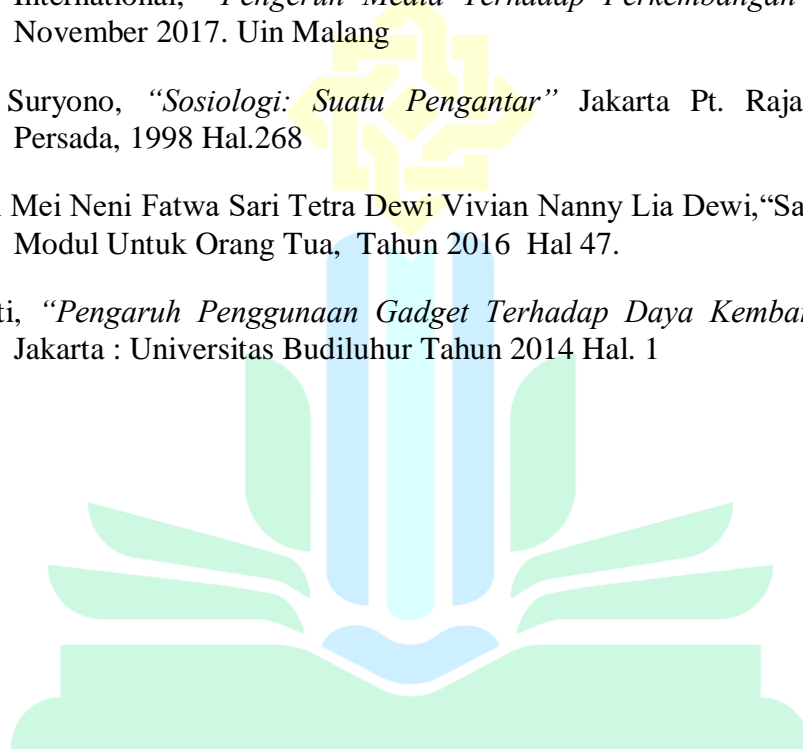 International, “Pengeruh Media Terhadap Perkembangan
November 2017. Uin Malang
Suryono, “Sosiologi: Suatu Pengantar” Jakarta Pt. Raja
Persada, 1998 Hal.268
Mei Neni Fatwa Sari Tetra Dewi Vivian Nanny Lia Dewi,“Sa
Modul Untuk Orang Tua, Tahun 2016 Hal 47.
ti, “Pengaruh Penggunaan Gadget Terhadap Daya Kembar
Jakarta : Universitas Budiluhur Tahun 2014 Hal. 1